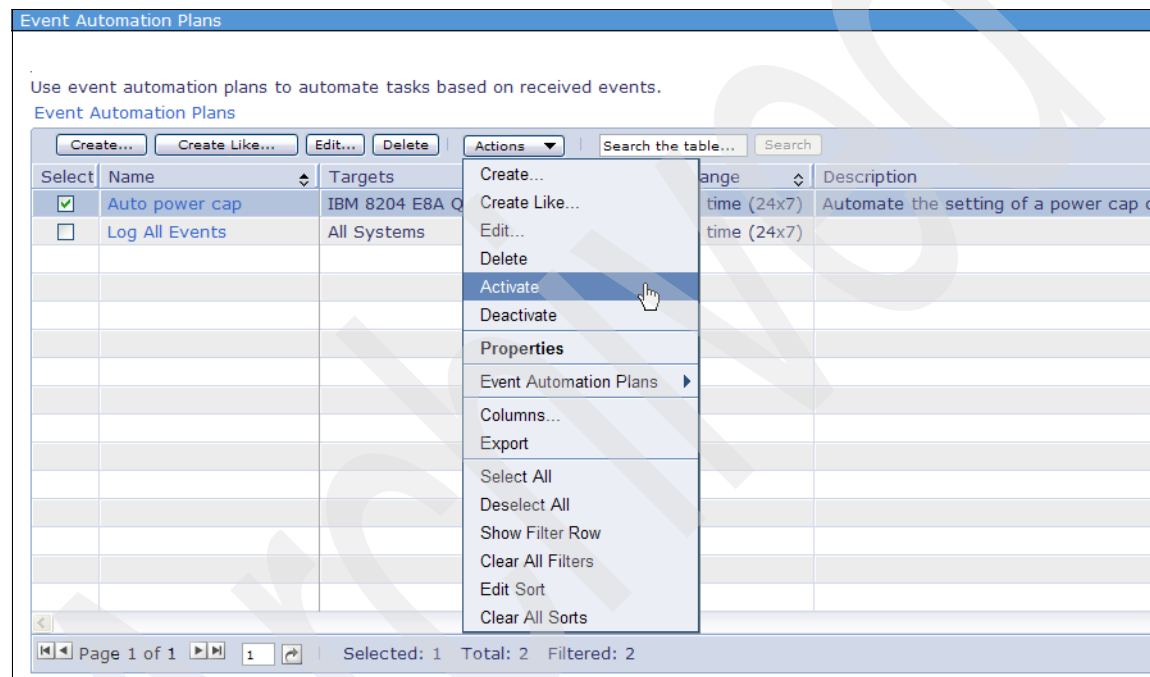 Event Automation Plans
Use event automation plans to automate tasks based on received events.
Event Automation Plans
Create... Create Like... Edit... Delete Actions Search the table... Search
Select Name Targets ange Description
Auto power cap IBM 8204 E8A Q time (24x7) Automate the setting of a power cap
Log All Events All Systems time (24x7)
Create...
Create Like...
Edit...
Delete
Activate
Deactivate
Properties
Event Automation Plans
Columns...
Export
Select All
Deselect All
Show Filter Row
Clear All Filters
Edit Sort
Clear All Sorts
Page 1 of 1 1 Selected: 1 Total: 2 Filtered: 2